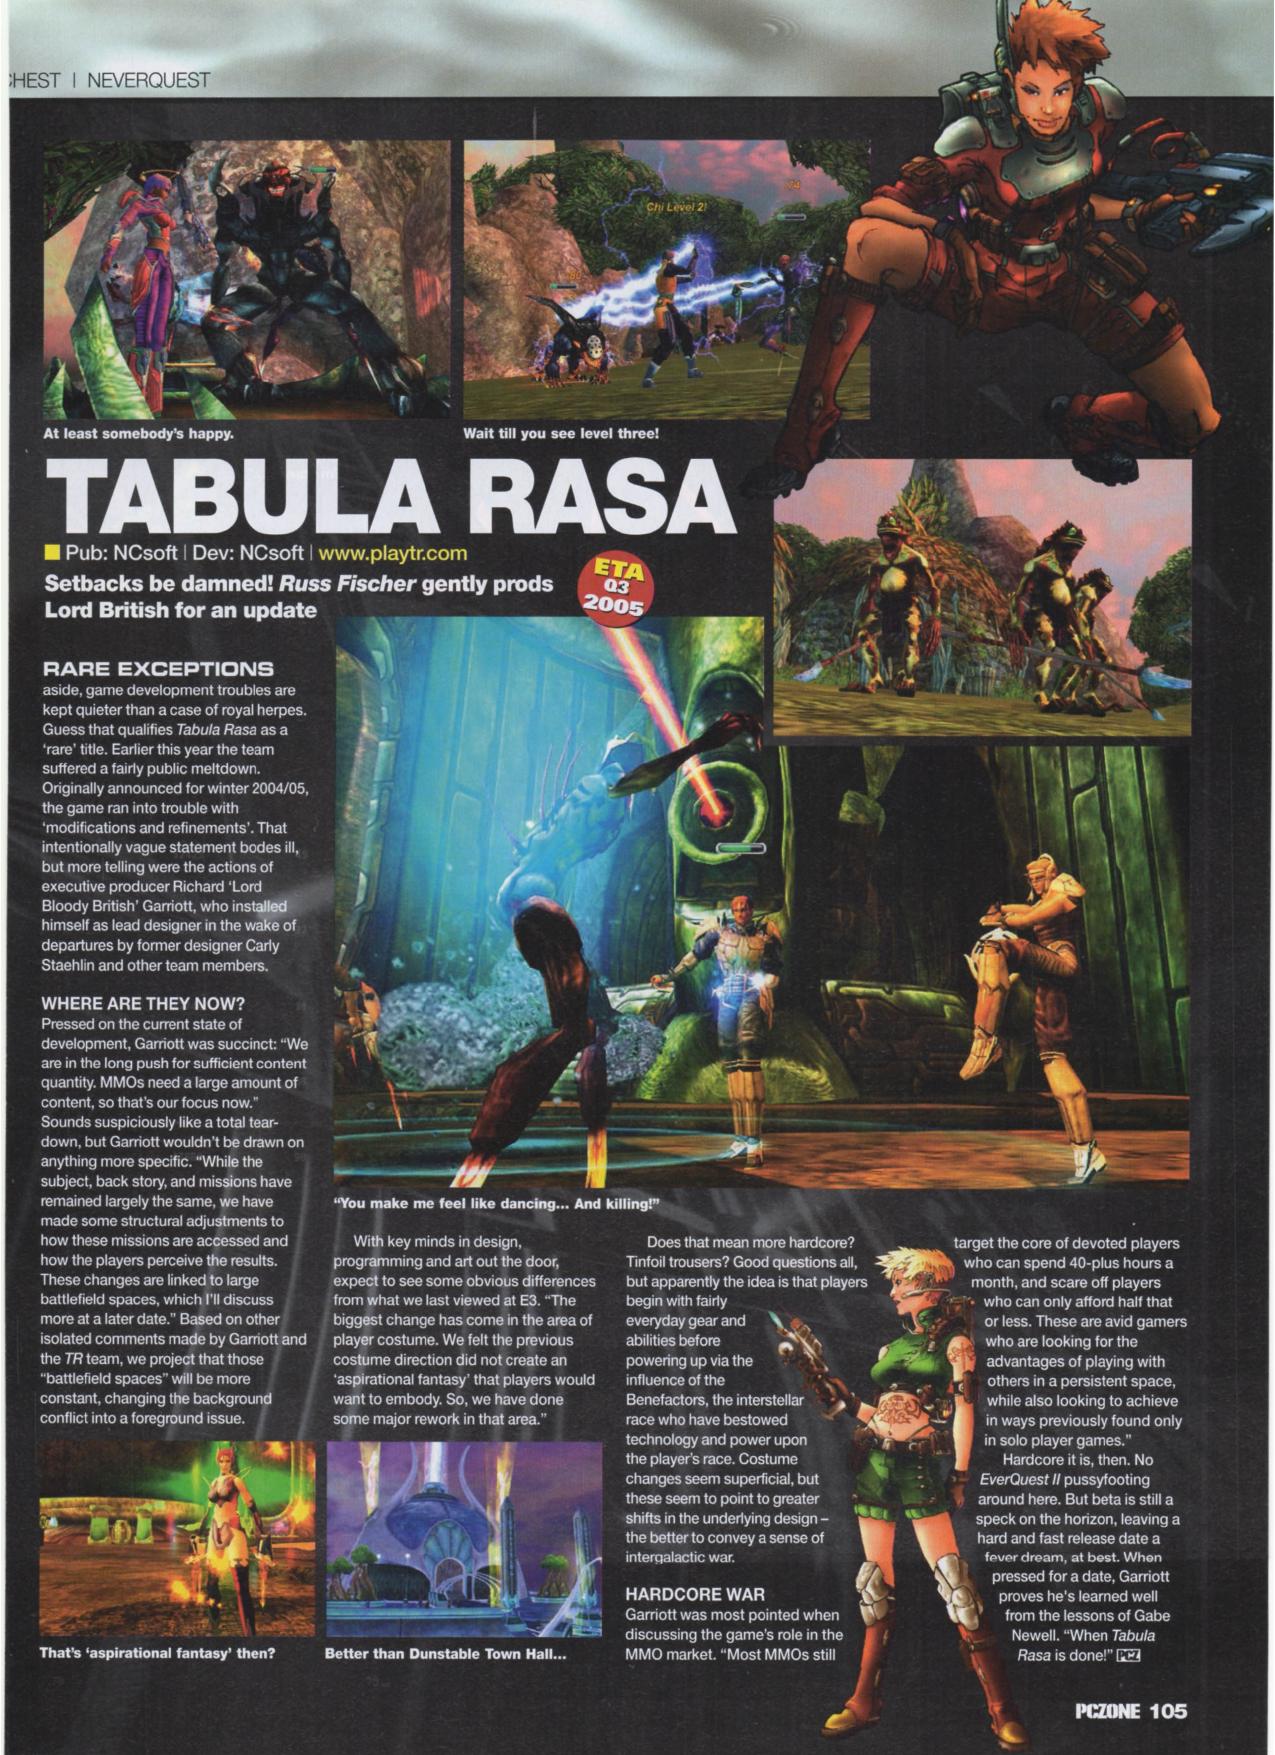 CHEST | NEVERQUEST
Chi Level 2!
At least somebody's happy.
Wait till you see level three!
TABULA RASA
Pub: NCsoft | Dev: NCsoft | www.playtr.com
Setbacks be damned! Russ Fischer gently prods
Lord British for an update
ETA
Q3
2005
RARE EXCEPTIONS
aside, game development troubles are
kept quieter than a case of royal herpes.
Guess that qualifies Tabula Rasa as a
'rare' title. Earlier this year the team
suffered a fairly public meltdown.
Originally announced for winter 2004/05,
the game ran into trouble with
'modifications and refinements'. That
intentionally vague statement bodes ill,
but more telling were the actions of
executive producer Richard 'Lord
Bloody British' Garriott, who installed
himself as lead designer in the wake of
departures by former designer Carly
Staehlin and other team members.
WHERE ARE THEY NOW?
Pressed on the current state of
development, Garriott was succinct: "We
are in the long push for sufficient content
quantity. MMOs need a large amount of
content, so that's our focus now."
Sounds suspiciously like a total tear-
down, but Garriott wouldn't be drawn on
anything more specific. "While the
subject, back story, and missions have
remained largely the same, we have
made some structural adjustments to
how these missions are accessed and
how the players perceive the results.
These changes are linked to large
battlefield spaces, which I'll discuss
more at a later date." Based on other
isolated comments made by Garriott and
the TR team, we project that those
"battlefield spaces" will be more
constant, changing the background
conflict into a foreground issue.
"You make me feel like dancing... And killing!"
With key minds in design,
programming and art out the door,
expect to see some obvious differences
from what we last viewed at E3. "The
biggest change has come in the area of
player costume. We felt the previous
costume direction did not create an
'aspirational fantasy' that players would
want to embody. So, we have done
some major rework in that area."
Does that mean more hardcore?
Tinfoil trousers? Good questions all,
but apparently the idea is that players
begin with fairly
everyday gear and
abilities before
powering up via the
influence of the
Benefactors, the interstellar
race who have bestowed
technology and power upon
the player's race. Costume
changes seem superficial, but
these seem to point to greater
shifts in the underlying design –
the better to convey a sense of
intergalactic war.
HARDCORE WAR
Garriott was most pointed when
discussing the game's role in the
MMO market. "Most MMOs still
target the core of devoted players
who can spend 40-plus hours a
month, and scare off players
who can only afford half that
or less. These are avid gamers
who are looking for the
advantages of playing with
others in a persistent space,
while also looking to achieve
in ways previously found only
in solo player games."
Hardcore it is, then. No
EverQuest II pussyfooting
around here. But beta is still a
speck on the horizon, leaving a
hard and fast release date a
fever dream, at best. When
pressed for a date, Garriott
proves he's learned well
from the lessons of Gabe
Newell. "When Tabula
Rasa is done!" PCZ
That's 'aspirational fantasy' then?
Better than Dunstable Town Hall...
PCZONE 105